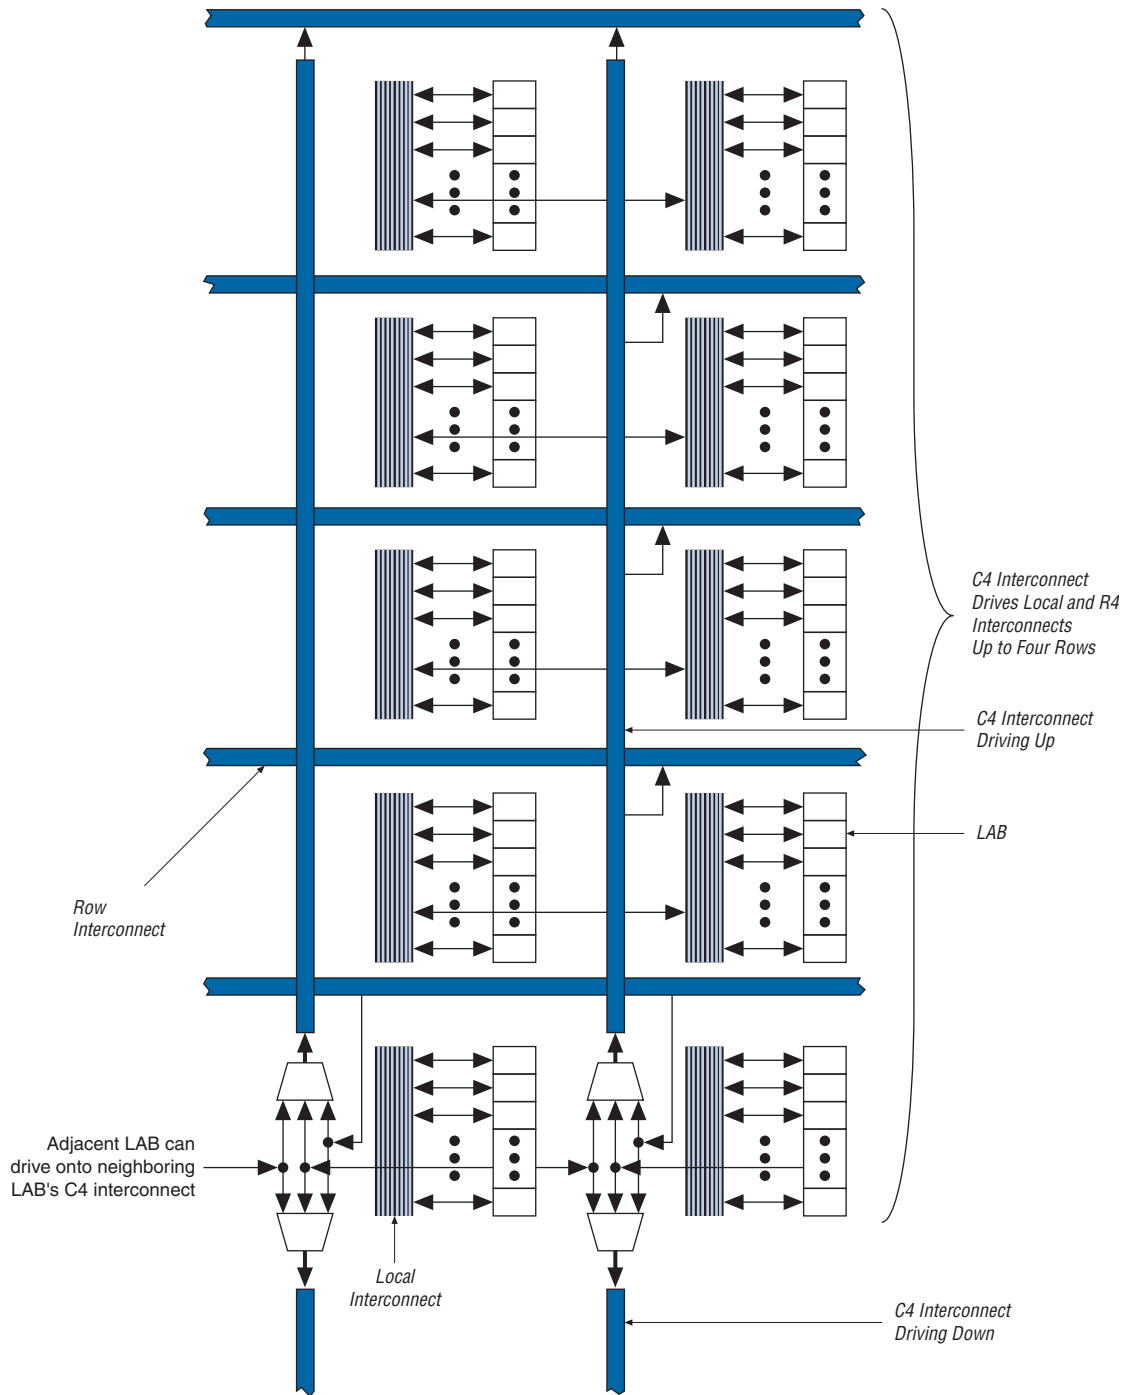 C4 Interconnect
Drives Local and R4
Interconnects
Up to Four Rows
C4 Interconnect
Driving Up
LAB
Row
Interconnect
Adjacent LAB can
drive onto neighboring
LAB's C4 interconnect
Local
Interconnect
C4 Interconnect
Driving Down